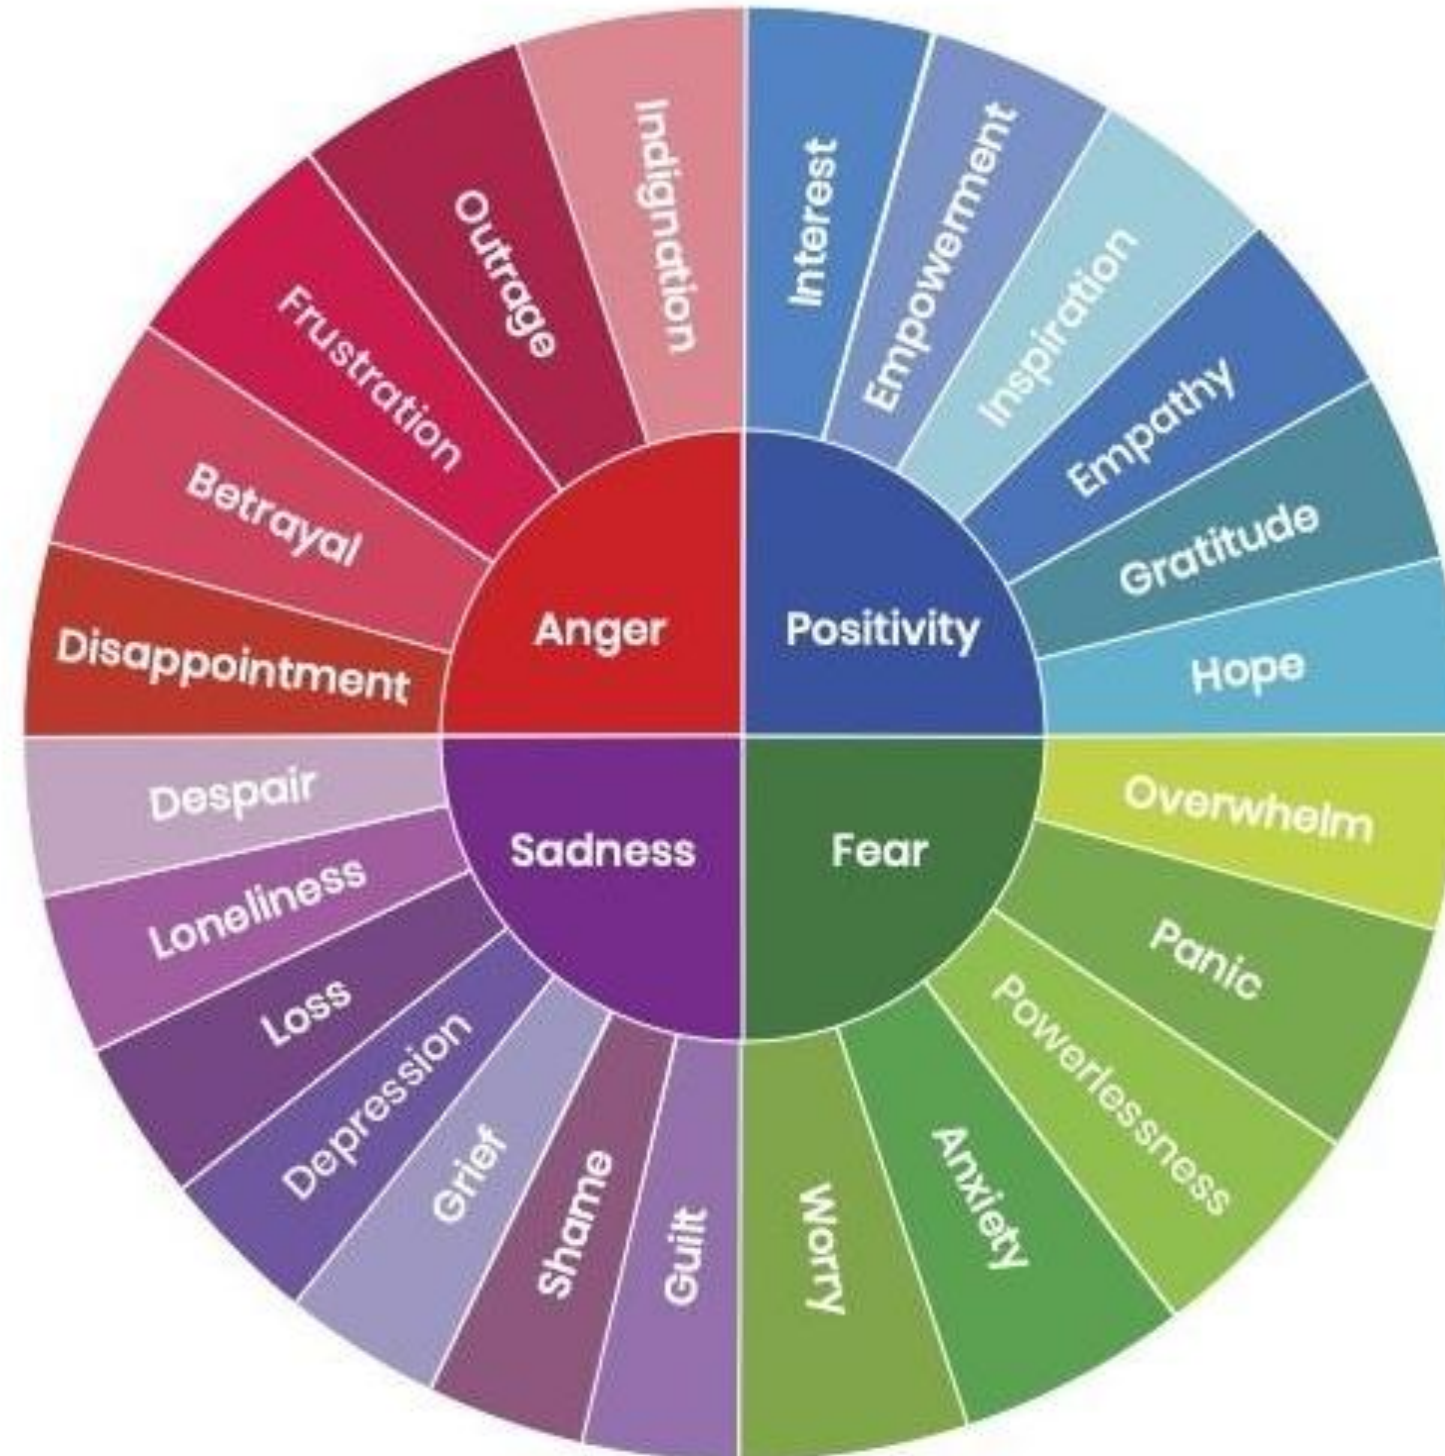 Indignation
Outrage
Frustration
Betrayal
Disappointment
Anger
Interest
Empowerment
Inspiration
Empathy
Gratitude
Hope
Positivity
Despair
Loneliness
Loss
Depression
Grief
Shame
Guilt
Sadness
Overwhelm
Panic
Powerlessness
Anxiety
Worry
Fear